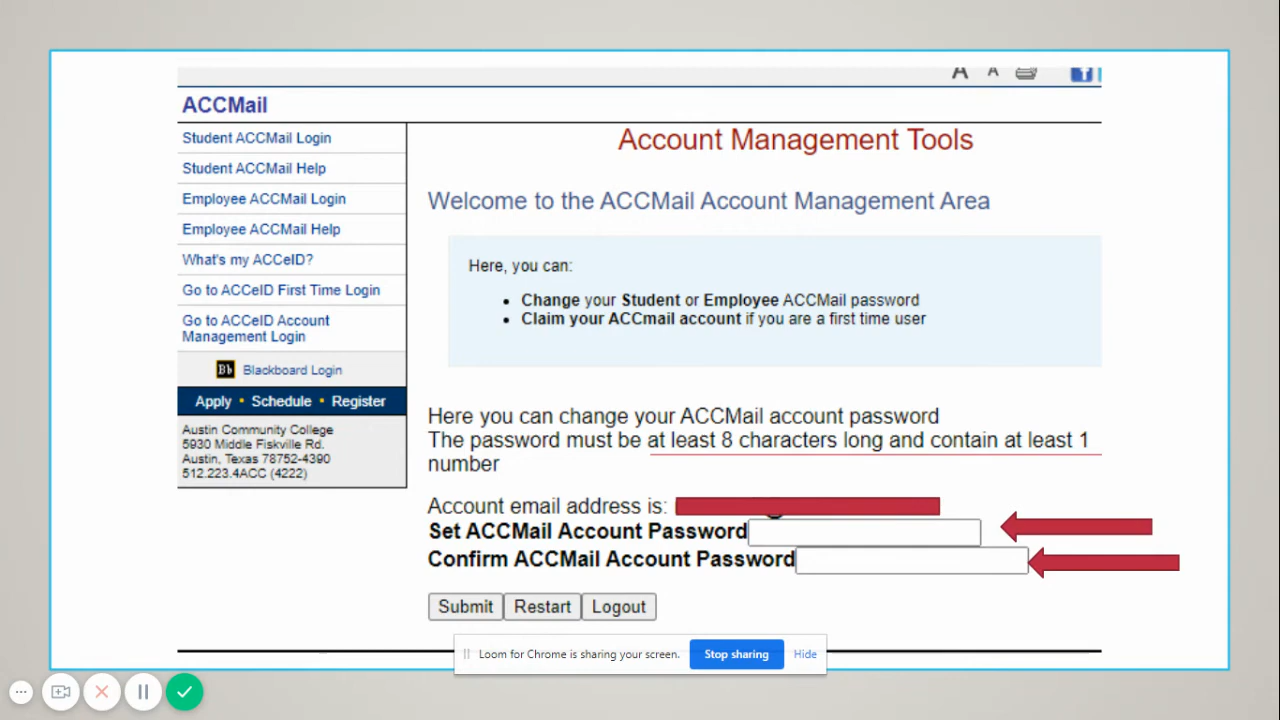 A A
ACCMail
Student ACCMail Login
Student ACCMail Help
Employee ACCMail Login
Employee ACCMail Help
What's my ACCeID?
Go to ACCeID First Time Login
Go to ACCeID Account
Management Login
Bb Blackboard Login
Apply • Schedule • Register
Austin Community College
5930 Middle Fiskville Rd.
Austin, Texas 78752-4390
512.223.4ACC (4222)
Account Management Tools
Welcome to the ACCMail Account Management Area
Here, you can:
• Change your Student or Employee ACCMail password
• Claim your ACCmail account if you are a first time user
Here you can change your ACCMail account password
The password must be at least 8 characters long and contain at least 1
number
Account email address is:
Set ACCMail Account Password
Confirm ACCMail Account Password
Submit Restart Logout
Loom for Chrome is sharing your screen. Stop sharing Hide